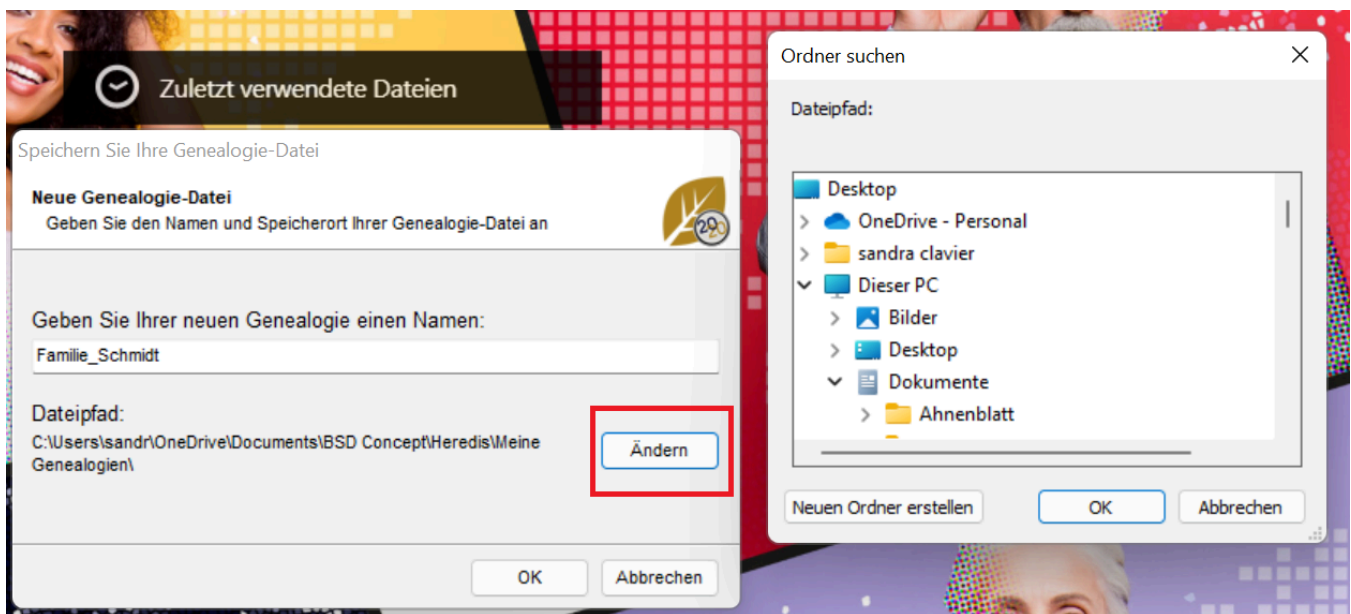 Zuletzt verwendete Dateien
Speichern Sie Ihre Genealogie-Datei
Neue Genealogie-Datei
Geben Sie den Namen und Speicherort Ihrer Genealogie-Datei an
2020
Geben Sie Ihrer neuen Genealogie einen Namen:
Familie_Schmidt
Dateipfad:
C:\Users\sandr\OneDrive\Documents\BSD Concept\Heredis\Meine
Genealogien\
Ändern
OK
Abbrechen
Ordner suchen
Dateipfad:
Desktop
OneDrive - Personal
sandra clavier
Dieser PC
Bilder
Desktop
Dokumente
Ahnenblatt
Neuen Ordner erstellen
OK
Abbrechen